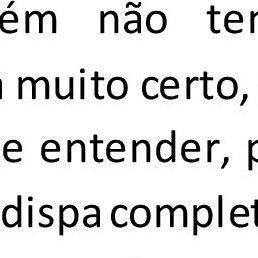 ém não ter
muito certo,
e entender, p
dispa complet